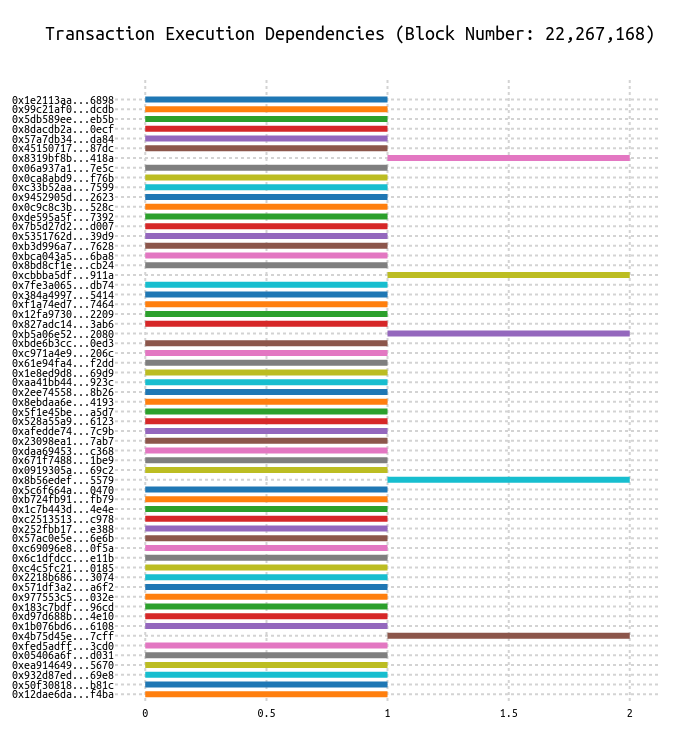 Transaction Execution Dependencies (Block Number: 22,267,168)
0x1e2113aa...6898
0x99c21af0...dcdb
0x5db589ee...eb5b
0x8dacdb2a...0ecf
0x57a7db34...da84
0x45150717...87dc
0x8319bf8b...418a
0x06a937a1...7e5c
0x0ca8abd9...f76b
0xc33b52aa...7599
0x9452905d...2623
0x0c9c8c3b...528c
0xde595a5f...7392
0x7b5d27d2...d007
0x5351762d...39d9
0xb3d996a7...7628
0xbca043a5...6ba8
0x8bd8cf1e...cb24
0xcbbba5df...911a
0x7fe3a065...db74
0x384a4997...5414
0xf1a74ed7...7464
0x12fa9730...2209
0x827adc14...3ab6
0xb5a06e52...2080
0xbde6b3cc...0ed3
0xc971a4e9...206c
0x61e94fa4...f2dd
0x1e8ed9d8...69d9
0xaa41bb44...923c
0x2ee74558...8b26
0x8ebdaa6e...4193
0x5f1e45be...a5d7
0x528a55a9...6123
0xafedde74...7c9b
0x23098ea1...7ab7
0xdaa69453...c368
0x671f7488...1be9
0x0919305a...69c2
0x8b56edef...5579
0x5c6f664a...0470
0xb724fb91...fb79
0x1c7b443d...4e4e
0xc2513513...c978
0x252fbb17...e388
0x57ac0e5e...6e6b
0xc69096e8...0f5a
0x6c1dfdcc...e11b
0xc4c5fc21...0185
0x2218b686...3074
0x571df3a2...a6f2
0x977553c5...032e
0x183c7bdf...96cd
0xd97d688b...4e10
0x1b076bd6...6108
0x4b75d45e...7cff
0xfed5adff...3cd0
0x05406a6f...d031
0xea914649...5670
0x932d87ed...69e8
0x50f30818...b81c
0x12dae6da...f4ba
0 0.5 1 1.5 2